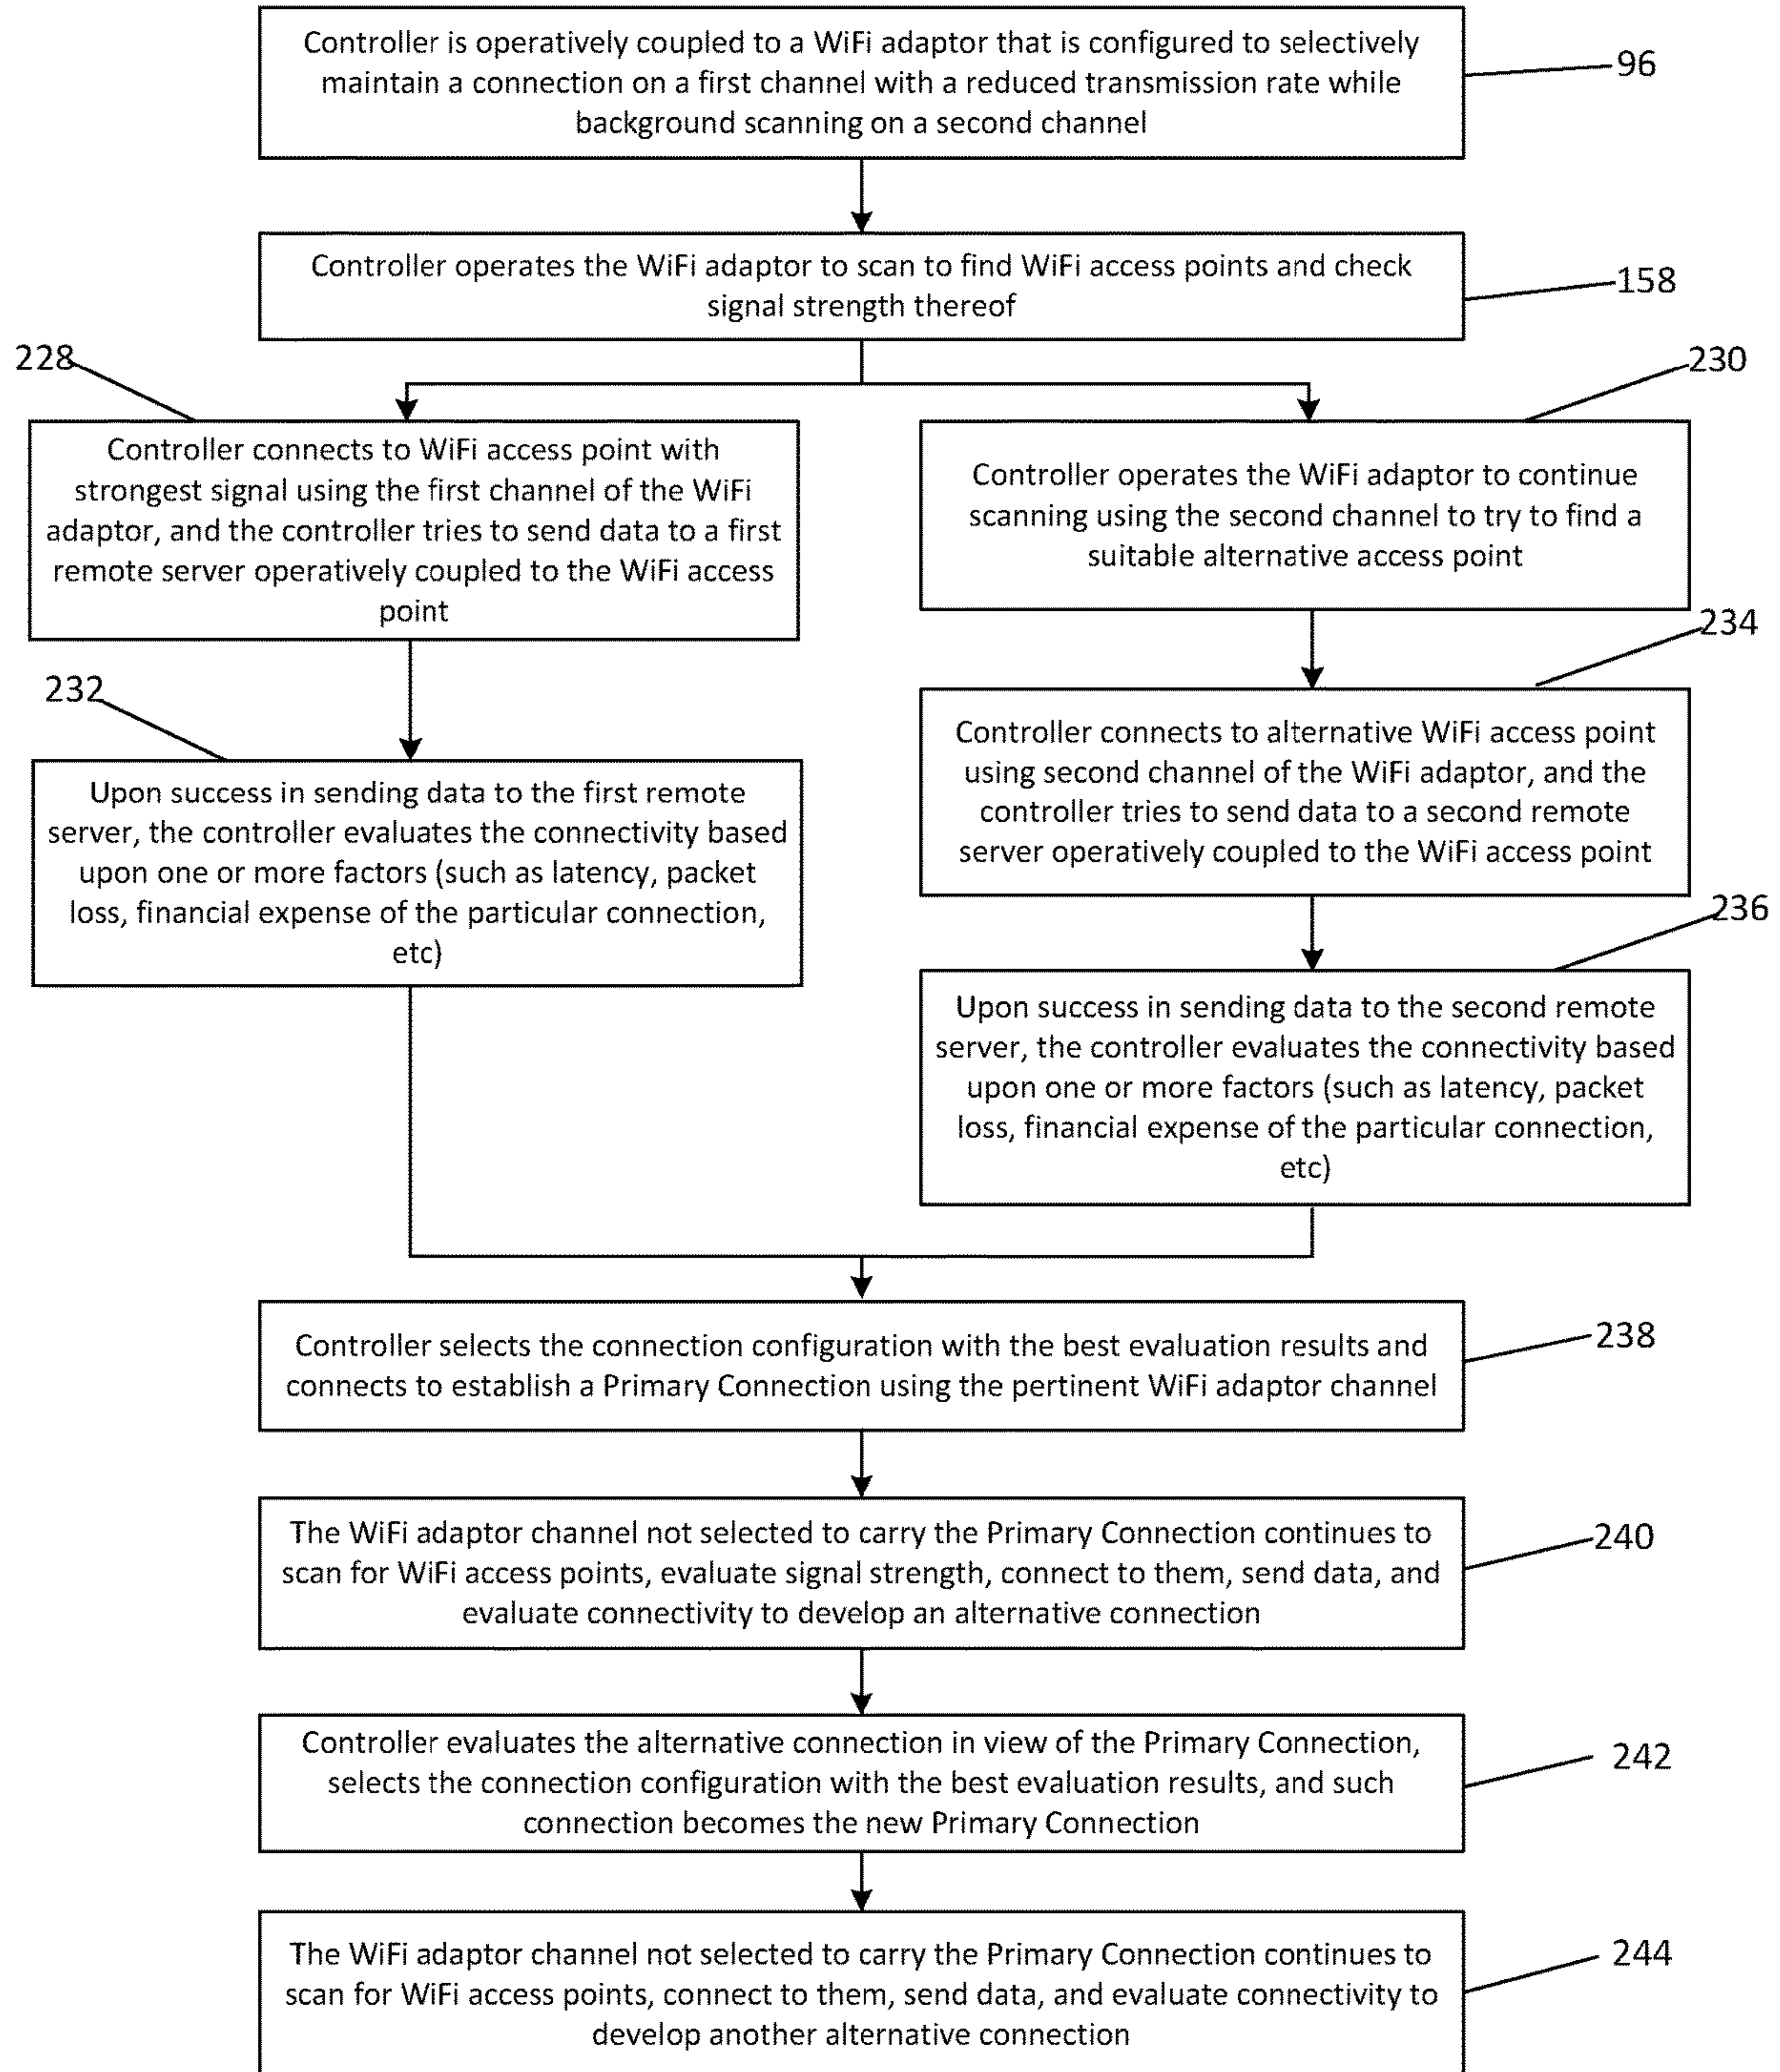 Controller is operatively coupled to a WiFi adaptor that is configured to selectively
maintain a connection on a first channel with a reduced transmission rate while
background scanning on a second channel
96
Controller operates the WiFi adaptor to scan to find WiFi access points and check
signal strength thereof
158
228
Controller connects to WiFi access point with
strongest signal using the first channel of the WiFi
adaptor, and the controller tries to send data to a first
remote server operatively coupled to the WiFi access
point
230
Controller operates the WiFi adaptor to continue
scanning using the second channel to try to find a
suitable alternative access point
232
Upon success in sending data to the first remote
server, the controller evaluates the connectivity based
upon one or more factors (such as latency, packet
loss, financial expense of the particular connection,
etc)
234
Controller connects to alternative WiFi access point
using second channel of the WiFi adaptor, and the
controller tries to send data to a second remote
server operatively coupled to the WiFi access point
236
Upon success in sending data to the second remote
server, the controller evaluates the connectivity based
upon one or more factors (such as latency, packet
loss, financial expense of the particular connection,
etc)
Controller selects the connection configuration with the best evaluation results and
connects to establish a Primary Connection using the pertinent WiFi adaptor channel
238
The WiFi adaptor channel not selected to carry the Primary Connection continues to
scan for WiFi access points, evaluate signal strength, connect to them, send data, and
evaluate connectivity to develop an alternative connection
240
Controller evaluates the alternative connection in view of the Primary Connection,
selects the connection configuration with the best evaluation results, and such
connection becomes the new Primary Connection
242
The WiFi adaptor channel not selected to carry the Primary Connection continues to
scan for WiFi access points, connect to them, send data, and evaluate connectivity to
develop another alternative connection
244